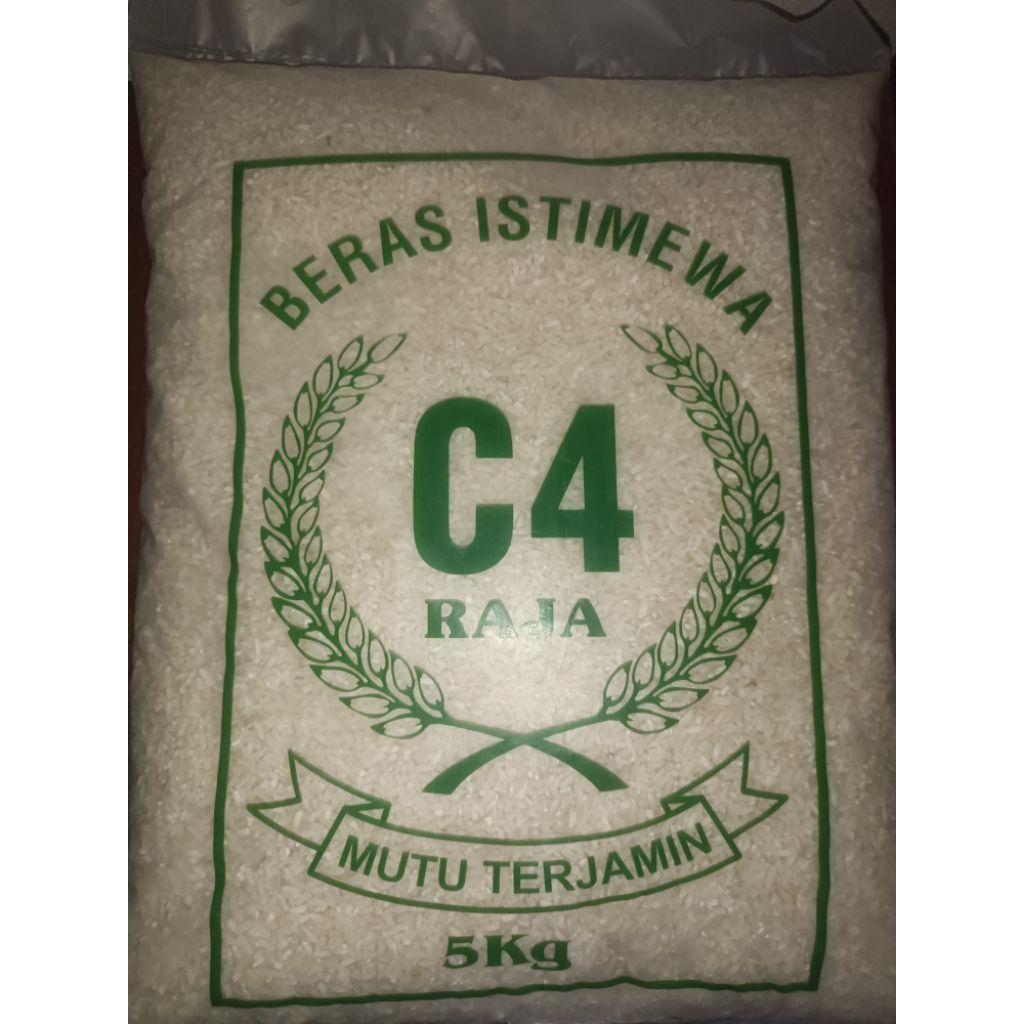 BERAS ISTIMEWA
C4
RAJA
MUTU TERJAMIN
5Kg